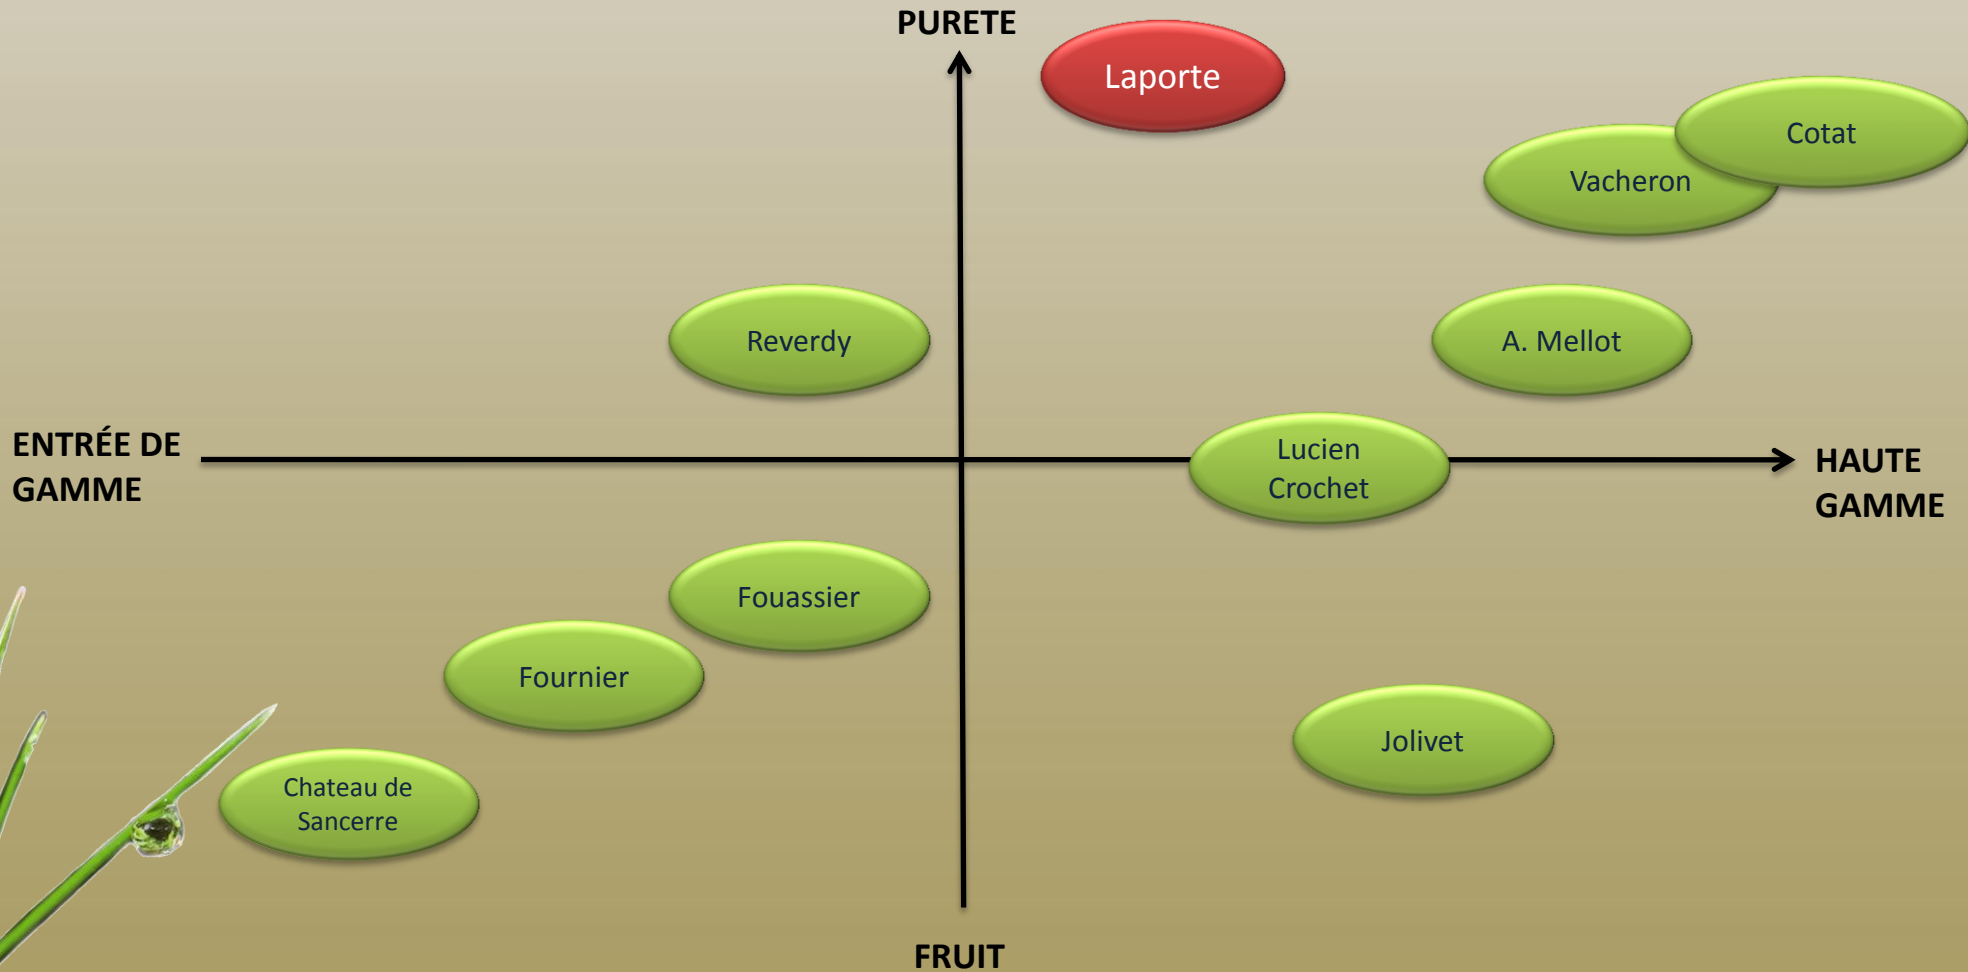 PURETE
Laporte
Cotat
Vacheron
Reverdy
A. Mellot
ENTRÉE DE
GAMME
Lucien
Crochet
HAUTE
GAMME
Fouassier
Fournier
Jolivet
Chateau de
Sancerre
FRUIT